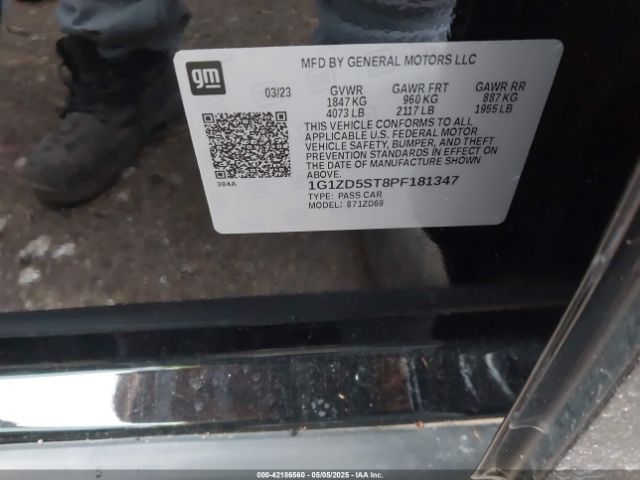 gm
MFD BY GENERAL MOTORS LLC
03/23 GVWR GAWR FRT GAWR RR
1847 KG 960 KG 887 KG
4073 LB 2117 LB 1955 LB
THIS VEHICLE CONFORMS TO ALL
APPLICABLE U.S. FEDERAL MOTOR
VEHICLE SAFETY, BUMPER, AND THEFT
PREVENTION STANDARDS IN EFFECT ON
THE DATE OF MANUFACTURE SHOWN
ABOVE.
384A
1G1ZD5ST8PF181347
TYPE: PASS CAR
MODEL: 871ZD69
000-42186560 - 05/05/2025 - IAAI.COM